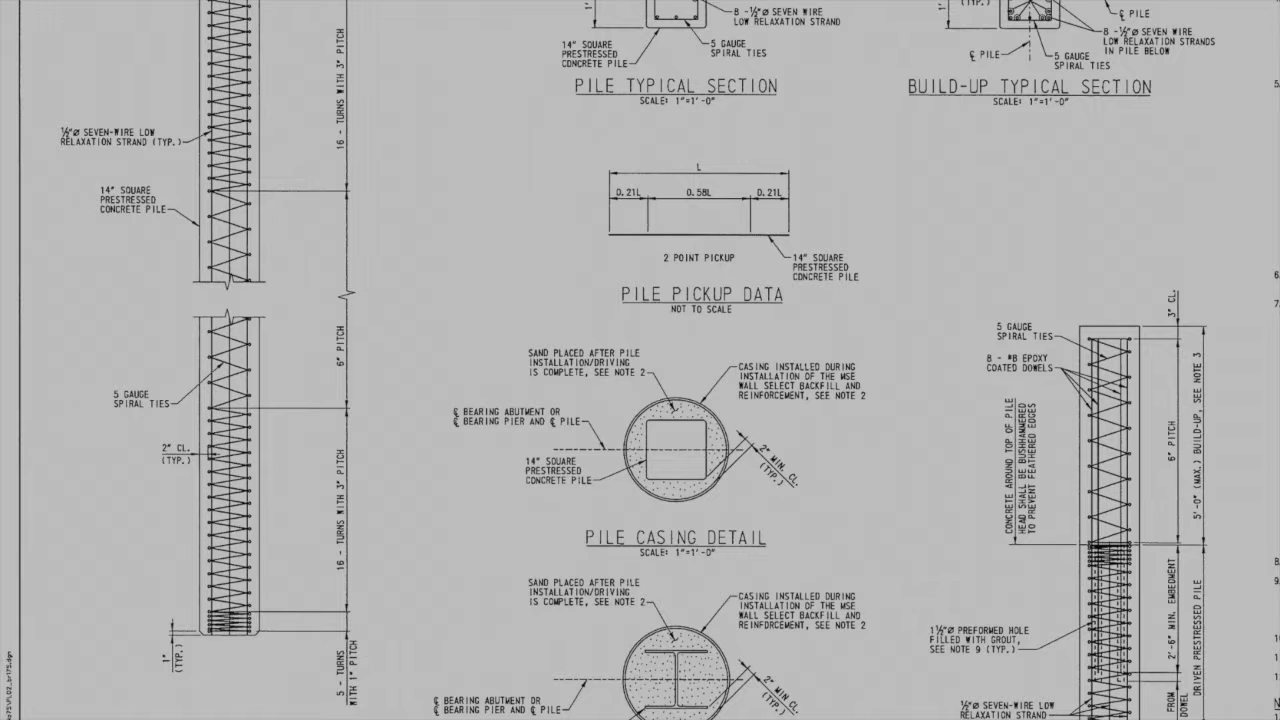 16 - TURNS WITH 3" PITCH
½"Ø SEVEN-WIRE LOW
RELAXATION STRAND (TYP.)
14" SQUARE
PRESTRESSED
CONCRETE PILE
6" PITCH
5 GAUGE
SPIRAL TIES
2" CL.
(TYP.)
16 - TURNS WITH 3" PITCH
1"
(TYP.)
5 - TURNS
WITH 1" PITCH
8 -½"Ø SEVEN WIRE
LOW RELAXATION STRAND
14" SQUARE
PRESTRESSED
CONCRETE PILE
5 GAUGE
SPIRAL TIES
PILE TYPICAL SECTION
SCALE: 1"=1'-0"
(TYP.)
℄ PILE
8 -½"Ø SEVEN WIRE
LOW RELAXATION STRANDS
IN PILE BELOW
℄ PILE
5 GAUGE
SPIRAL TIES
BUILD-UP TYPICAL SECTION
SCALE: 1"=1'-0"
L
0.21L
0.58L
0.21L
2 POINT PICKUP
14" SQUARE
PRESTRESSED
CONCRETE PILE
PILE PICKUP DATA
NOT TO SCALE
SAND PLACED AFTER PILE
INSTALLATION/DRIVING
IS COMPLETE, SEE NOTE 2
CASING INSTALLED DURING
INSTALLATION OF THE MSE
WALL SELECT BACKFILL AND
REINFORCEMENT, SEE NOTE 2
℄ BEARING ABUTMENT OR
℄ BEARING PIER AND ℄ PILE
14" SQUARE
PRESTRESSED
CONCRETE PILE
2" MIN. CL.
(TYP.)
PILE CASING DETAIL
SCALE: 1"=1'-0"
SAND PLACED AFTER PILE
INSTALLATION/DRIVING
IS COMPLETE, SEE NOTE 2
CASING INSTALLED DURING
INSTALLATION OF THE MSE
WALL SELECT BACKFILL AND
REINFORCEMENT, SEE NOTE 2
℄ BEARING ABUTMENT OR
℄ BEARING PIER AND ℄ PILE
2" MIN. CL.
(TYP.)
3" CL.
5 GAUGE
SPIRAL TIES
8 - #8 EPOXY
COATED DOWELS
CONCRETE AROUND TOP OF PILE
HEAD SHALL BE BUSHHAMMERED
TO PREVENT FEATHERED EDGES
6" PITCH
5'-0" (MAX.) BUILD-UP, SEE NOTE 3
1½"Ø PREFORMED HOLE
FILLED WITH GROUT,
SEE NOTE 9 (TYP.)
2'-6" MIN. EMBEDMENT
DRIVEN PRESTRESSED PILE
½"Ø SEVEN-WIRE LOW
RELAXATION STRAND
FROM
DOWEL